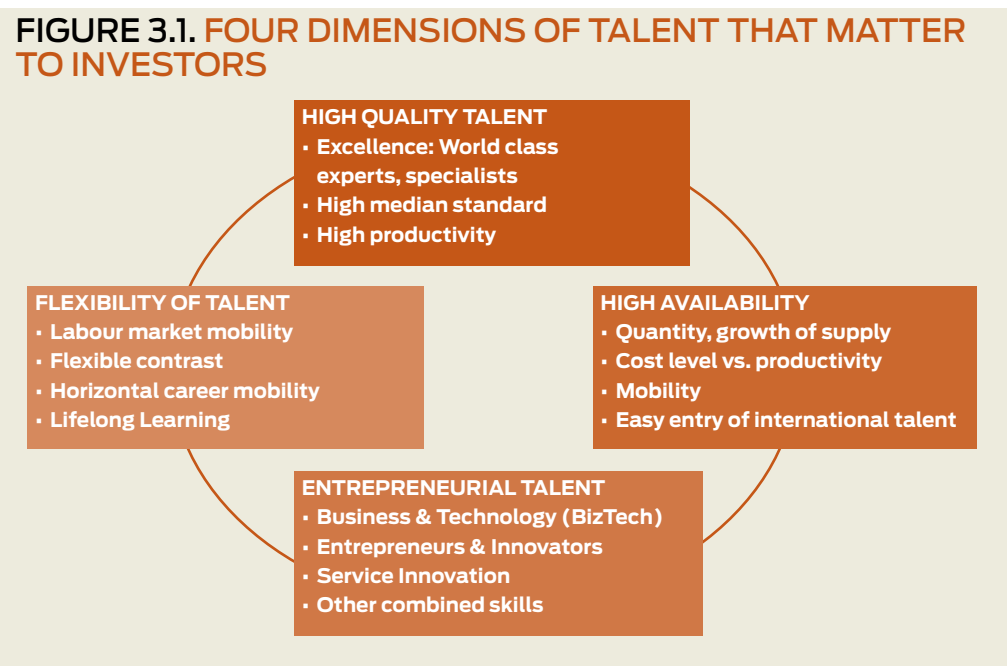 FIGURE 3.1. FOUR DIMENSIONS OF TALENT THAT MATTER
TO INVESTORS
HIGH QUALITY TALENT
· Excellence: World class
experts, specialists
· High median standard
· High productivity
FLEXIBILITY OF TALENT
· Labour market mobility
· Flexible contrast
· Horizontal career mobility
· Lifelong Learning
HIGH AVAILABILITY
· Quantity, growth of supply
· Cost level vs. productivity
· Mobility
· Easy entry of international talent
ENTREPRENEURIAL TALENT
· Business & Technology (BizTech)
· Entrepreneurs & Innovators
· Service Innovation
· Other combined skills